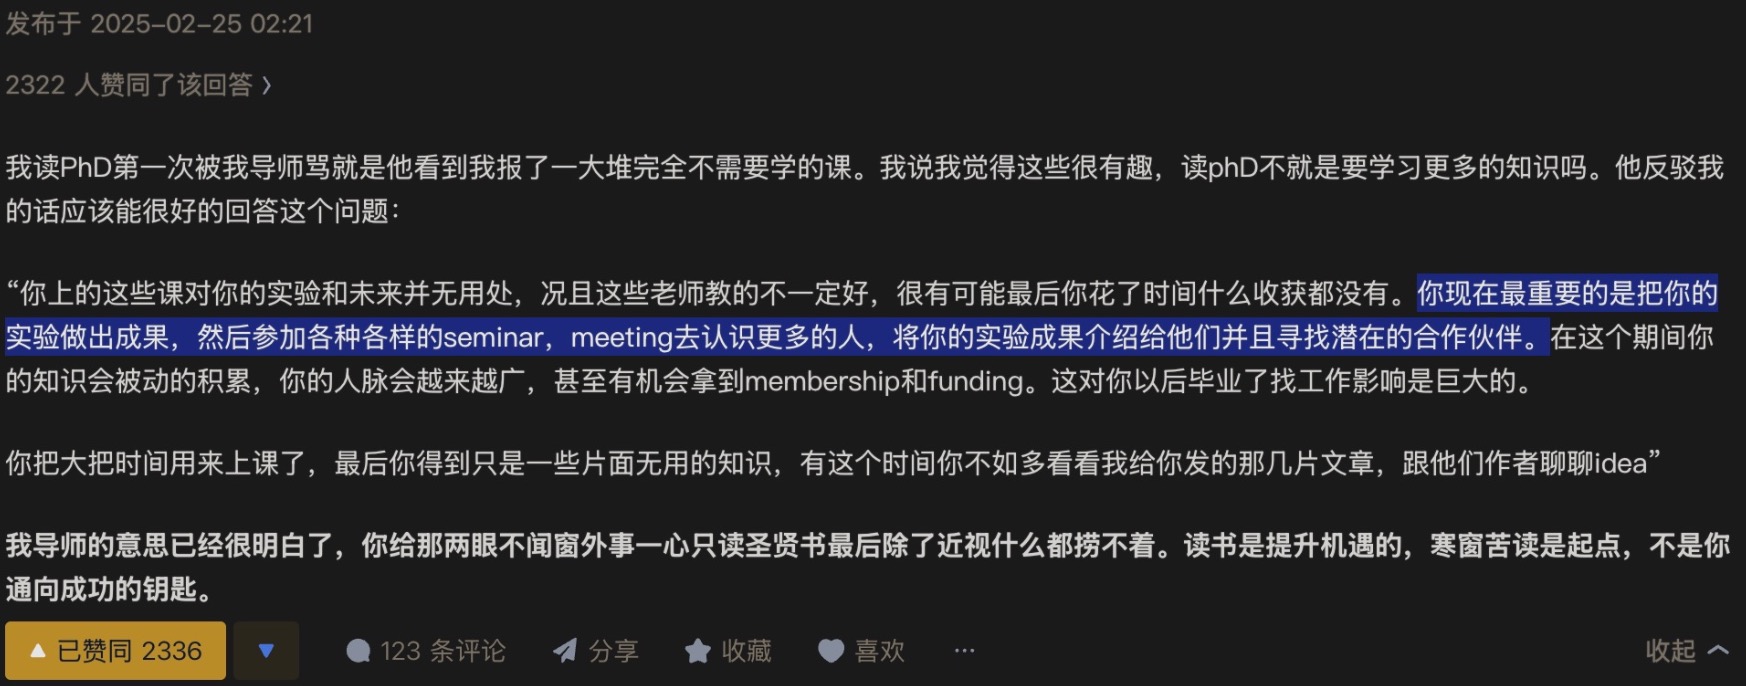 发布于 2025-02-25 02:21
2322 人赞同了该回答 ›
我读PhD第一次被我导师骂就是他看到我报了一大堆完全不需要学的课。我说我觉得这些很有趣，读phD不就是要学习更多的知识吗。他反驳我
的话应该能很好的回答这个问题：
“你上的这些课对你的实验和未来并无用处，况且这些老师教的不一定好，很有可能最后你花了时间什么收获都没有。你现在最重要的是把你的
实验做出成果，然后参加各种各样的seminar，meeting去认识更多的人，将你的实验成果介绍给他们并且寻找潜在的合作伙伴。在这个期间你
的知识会被动的积累，你的人脉会越来越广，甚至有机会拿到membership和funding。这对你以后毕业了找工作影响是巨大的。
你把大把时间用来上课了，最后你得到只是一些片面无用的知识，有这个时间你不如多看看我给你发的那几片文章，跟他们作者聊聊idea”
我导师的意思已经很明白了，你给那两眼不闻窗外事一心只读圣贤书最后除了近视什么都捞不着。读书是提升机遇的，寒窗苦读是起点，不是你
通向成功的钥匙。
已赞同 2336 123 条评论 分享 收藏 喜欢 ··· 收起